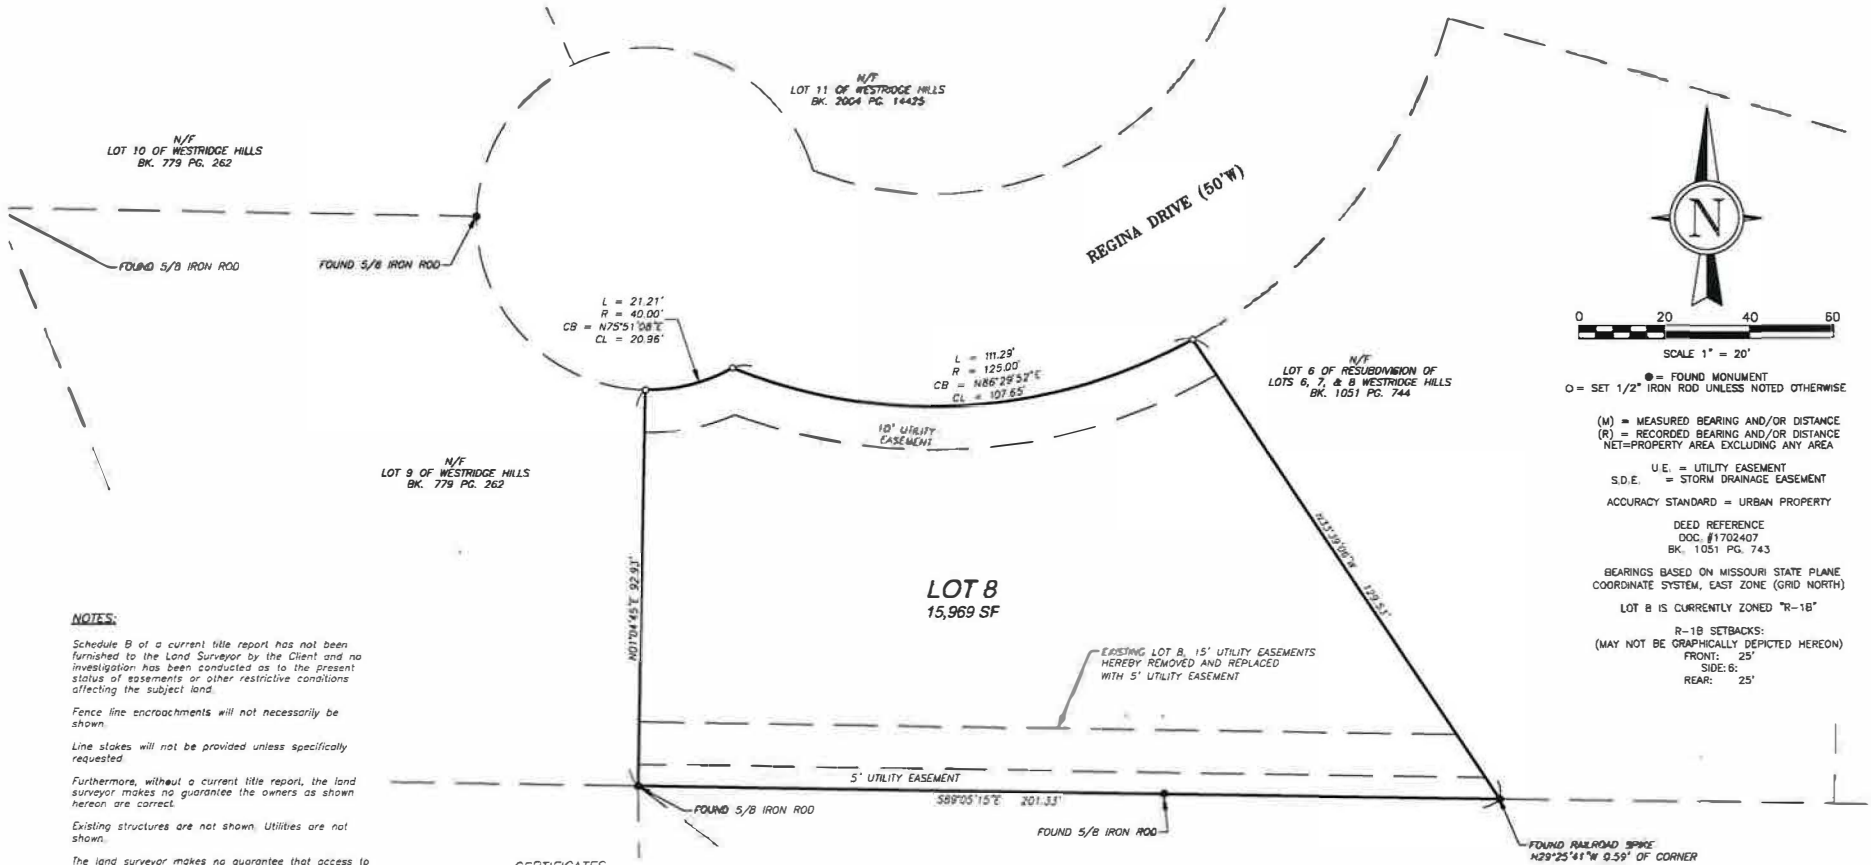 N/F
LOT 11 OF WESTRIDGE HILLS
BK. 2004 PG. 14425
N/F
LOT 10 OF WESTRIDGE HILLS
BK. 779 PG. 262
REGINA DRIVE (50'W)
N
FOUND 5/8 IRON ROD
FOUND 5/8 IRON ROD
L = 21.21'
R = 40.00'
CB = N75°51'08"E
CL = 20.96'
L = 111.29'
R = 125.00'
CB = N86°29'52"E
CL = 107.65'
N/F
LOT 6 OF RESUBDIVISION OF
LOTS 6, 7, & 8 WESTRIDGE HILLS
BK. 1051 PG. 744
0 20 40 60
SCALE 1" = 20'
● = FOUND MONUMENT
O = SET 1/2" IRON ROD UNLESS NOTED OTHERWISE
(M) = MEASURED BEARING AND/OR DISTANCE
(R) = RECORDED BEARING AND/OR DISTANCE
NET=PROPERTY AREA EXCLUDING ANY AREA
U.E. = UTILITY EASEMENT
S.D.E. = STORM DRAINAGE EASEMENT
ACCURACY STANDARD = URBAN PROPERTY
DEED REFERENCE
DOC. #1702407
BK. 1051 PG. 743
BEARINGS BASED ON MISSOURI STATE PLANE
COORDINATE SYSTEM, EAST ZONE (GRID NORTH)
LOT 8 IS CURRENTLY ZONED "R-1B"
R-1B SETBACKS:
(MAY NOT BE GRAPHICALLY DEPICTED HEREON)
FRONT: 25'
SIDE: 6:
REAR: 25'
10' UTILITY
EASEMENT
N/F
LOT 9 OF WESTRIDGE HILLS
BK. 779 PG. 262
N01°04'45"E 92.93'
N33°39'06"W 129.53'
LOT 8
15,969 SF
EXISTING LOT 8, 15' UTILITY EASEMENTS
HEREBY REMOVED AND REPLACED
WITH 5' UTILITY EASEMENT
5' UTILITY EASEMENT
S89°05'15"E 201.33'
FOUND 5/8 IRON ROD
FOUND 5/8 IRON ROD
FOUND RAILROAD SPIKE
N29°25'41"W 0.59' OF CORNER
NOTES:
Schedule B of a current title report has not been
furnished to the Land Surveyor by the Client and no
investigation has been conducted as to the present
status of easements or other restrictive conditions
affecting the subject land.
Fence line encroachments will not necessarily be
shown.
Line stakes will not be provided unless specifically
requested.
Furthermore, without a current title report, the land
surveyor makes no guarantee the owners as shown
hereon are correct.
Existing structures are not shown. Utilities are not
shown.
The land surveyor makes no guarantee that access to
CERTIFICATES